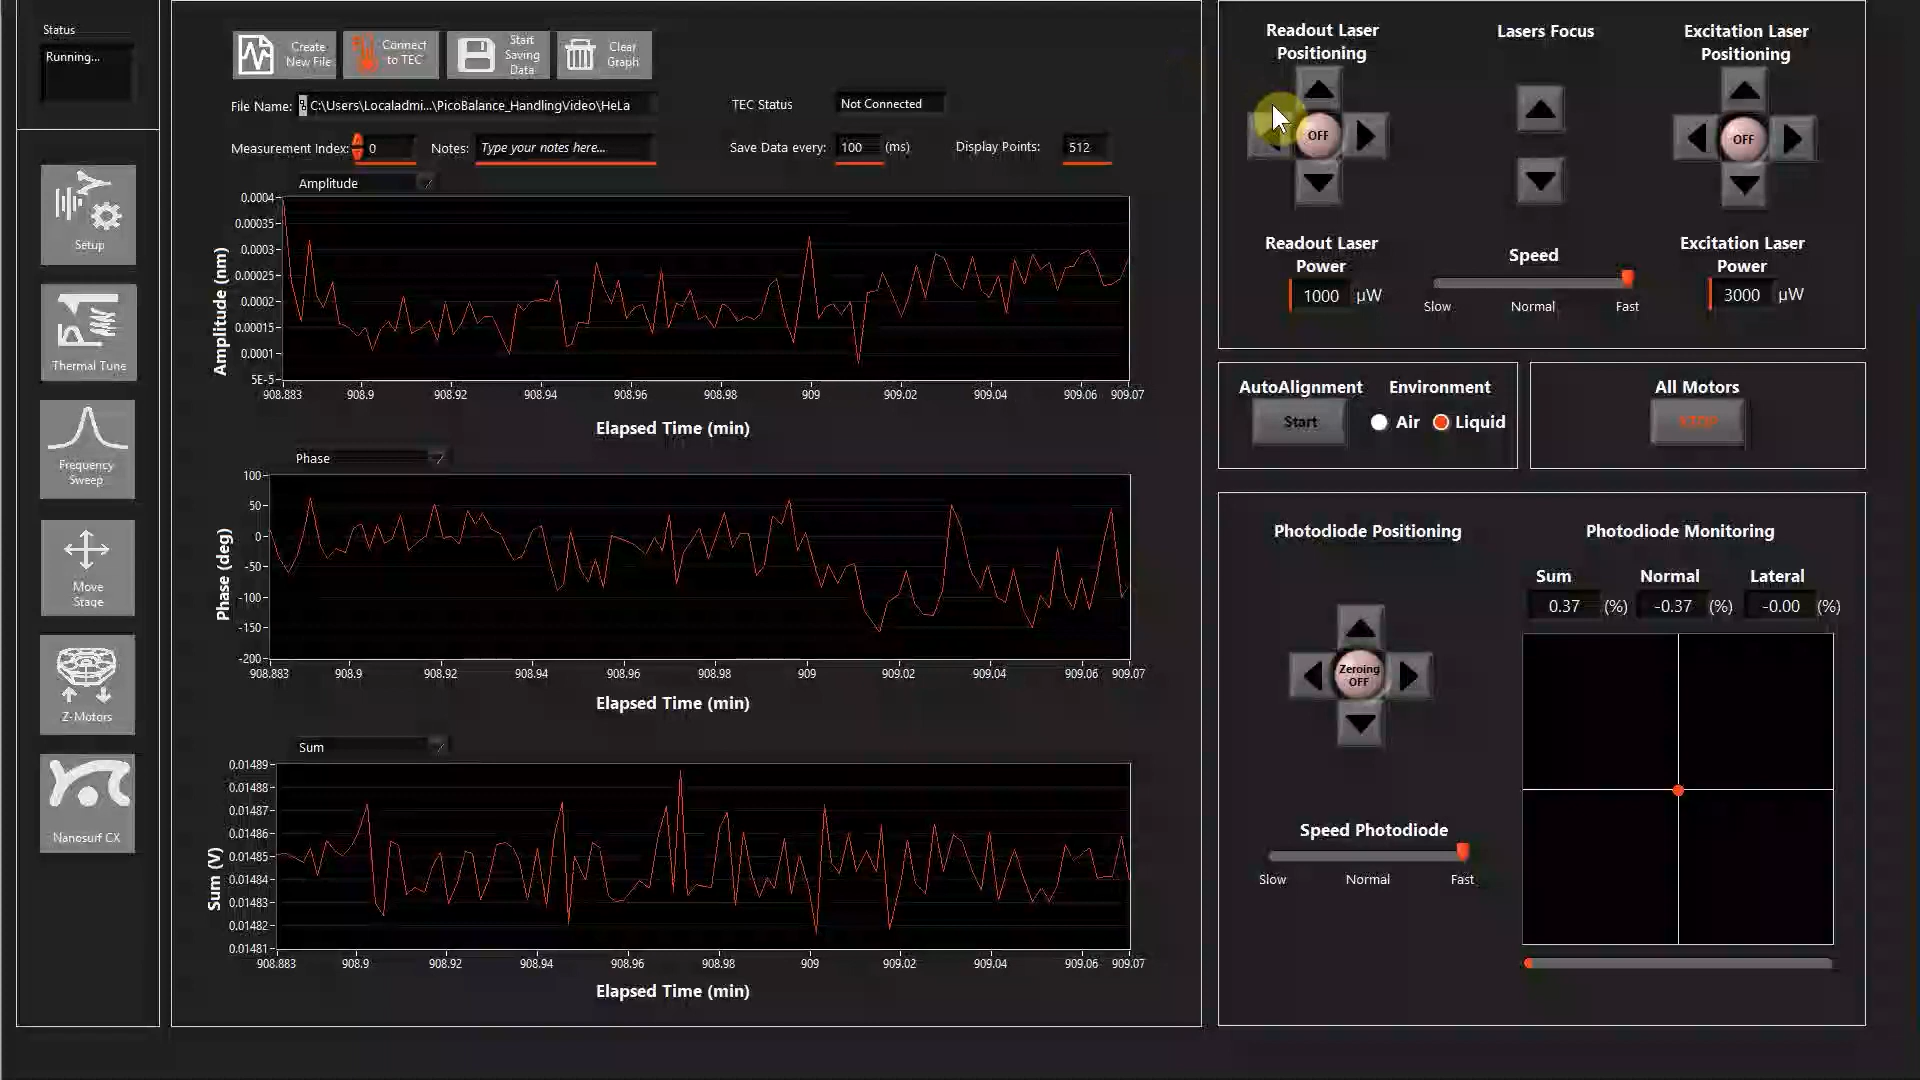 Status
Running...
Setup
Thermal Tune
Frequency
Sweep
Move
Stage
Z-Motors
Nanosurf CX
Create
New File
Connect
to TEC
Start
Saving
Data
Clear
Graph
File Name: C:\Users\Localadmi...\PicoBalance_HandlingVideo\HeLa
TEC Status Not Connected
Measurement Index: 0 Notes: Type your notes here...
Save Data every: 100 (ms) Display Points: 512
Amplitude
Amplitude (nm)
0.0004
0.00035
0.0003
0.00025
0.0002
0.00015
0.0001
5E-5
908.883 908.9 908.92 908.94 908.96 908.98 909 909.02 909.04 909.06 909.07
Elapsed Time (min)
Phase
Phase (deg)
100
50
0
-50
-100
-150
-200
908.883 908.9 908.92 908.94 908.96 908.98 909 909.02 909.04 909.06 909.07
Elapsed Time (min)
Sum
Sum (V)
0.01489
0.01488
0.01487
0.01486
0.01485
0.01484
0.01483
0.01482
0.01481
908.883 908.9 908.92 908.94 908.96 908.98 909 909.02 909.04 909.06 909.07
Elapsed Time (min)
Readout Laser
Positioning
OFF
Lasers Focus
Excitation Laser
Positioning
OFF
Readout Laser
Power
1000 µW
Speed
Slow Normal Fast
Excitation Laser
Power
3000 µW
AutoAlignment
Start
Environment
Air Liquid
All Motors
STOP
Photodiode Positioning
Zeroing
OFF
Speed Photodiode
Slow Normal Fast
Photodiode Monitoring
Sum Normal Lateral
0.37 (%) -0.37 (%) -0.00 (%)